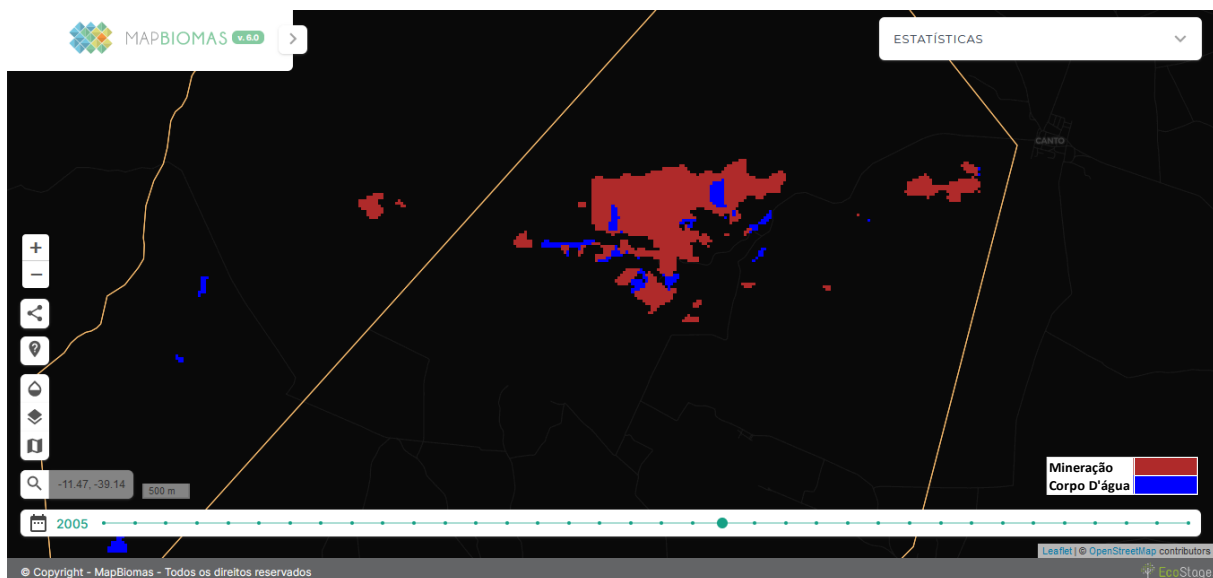 MAPBIOMAS v. 6.0
ESTATÍSTICAS
CANTO
Mineração
Corpo D'água
-11.47, -39.14
500 m
2005
Leaflet | © OpenStreetMap contributors
© Copyright - MapBiomas - Todos os direitos reservados
EcoStage